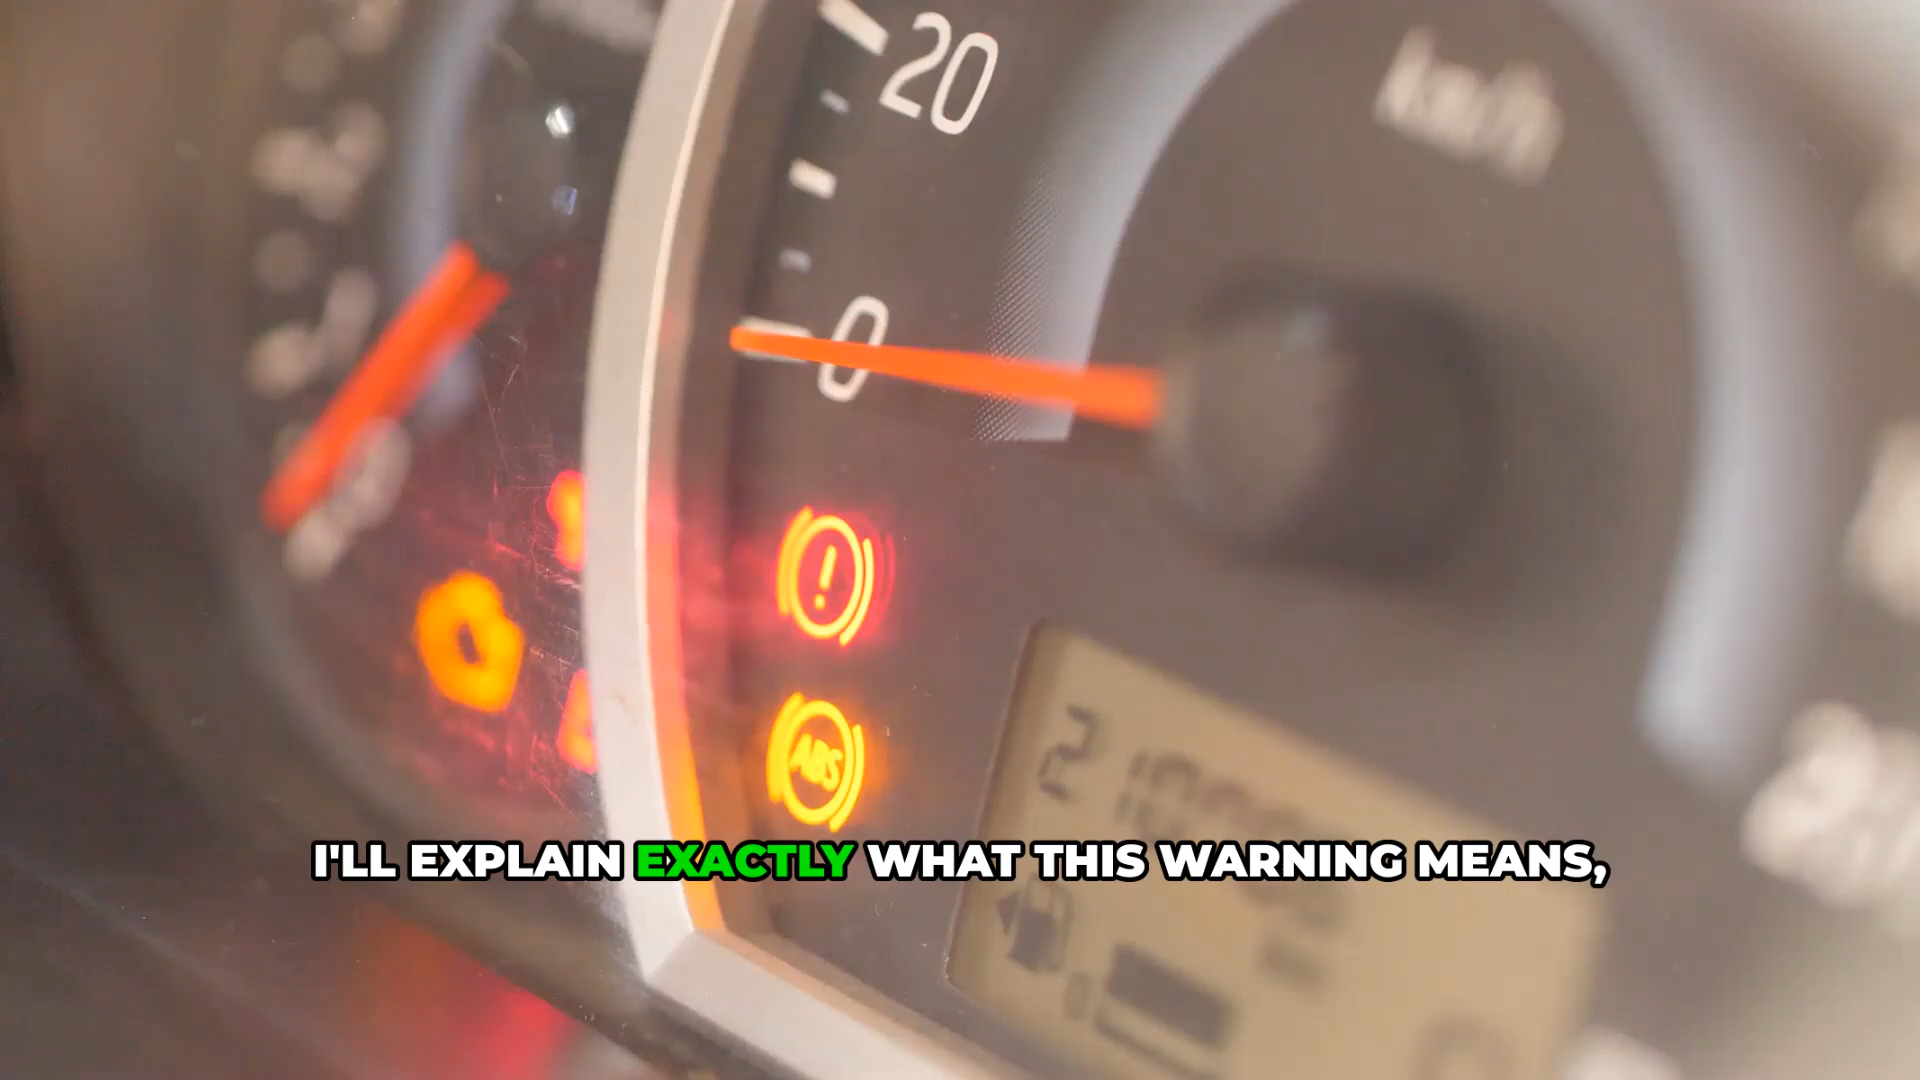 20
km/h
0
ABS
I'LL EXPLAIN EXACTLY WHAT THIS WARNING MEANS,